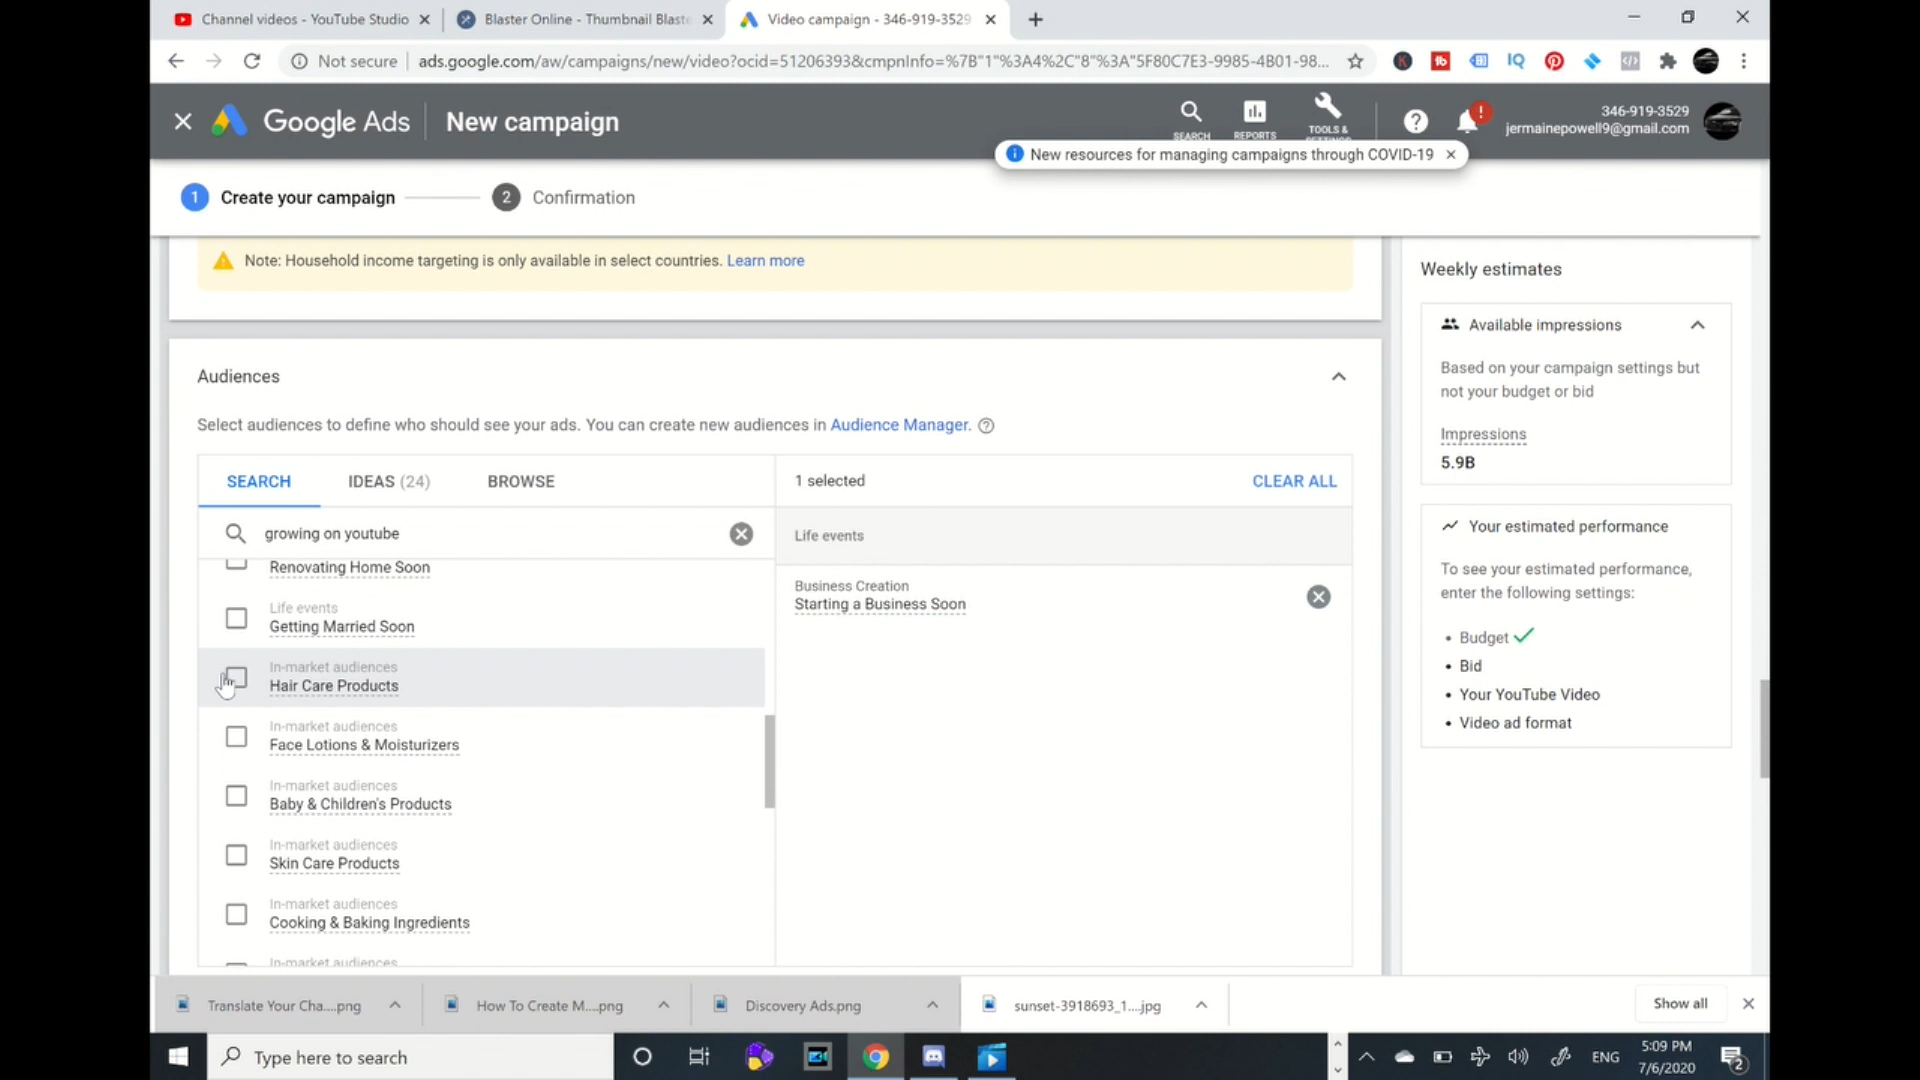 Channel videos - YouTube Studio
Blaster Online - Thumbnail Blaste
Video campaign - 346-919-3529
Not secure
ads.google.com/aw/campaigns/new/video?ocid=51206393&cmpnInfo=%7B"1"%3A4%2C"8"%3A"5F80C7E3-9985-4B01-98...
Google Ads
New campaign
SEARCH
REPORTS
TOOLS &
SETTINGS
346-919-3529
jermainepowell9@gmail.com
New resources for managing campaigns through COVID-19
1 Create your campaign
2 Confirmation
Note: Household income targeting is only available in select countries. Learn more
Audiences
Select audiences to define who should see your ads. You can create new audiences in Audience Manager.
SEARCH
IDEAS (24)
BROWSE
growing on youtube
Renovating Home Soon
Life events
Getting Married Soon
In-market audiences
Hair Care Products
In-market audiences
Face Lotions & Moisturizers
In-market audiences
Baby & Children's Products
In-market audiences
Skin Care Products
In-market audiences
Cooking & Baking Ingredients
In-market audiences
1 selected
CLEAR ALL
Life events
Business Creation
Starting a Business Soon
Weekly estimates
Available impressions
Based on your campaign settings but
not your budget or bid
Impressions
5.9B
Your estimated performance
To see your estimated performance,
enter the following settings:
• Budget
• Bid
• Your YouTube Video
• Video ad format
Translate Your Cha....png
How To Create M....png
Discovery Ads.png
sunset-3918693_1....jpg
Show all
Type here to search
ENG
5:09 PM
7/6/2020
2